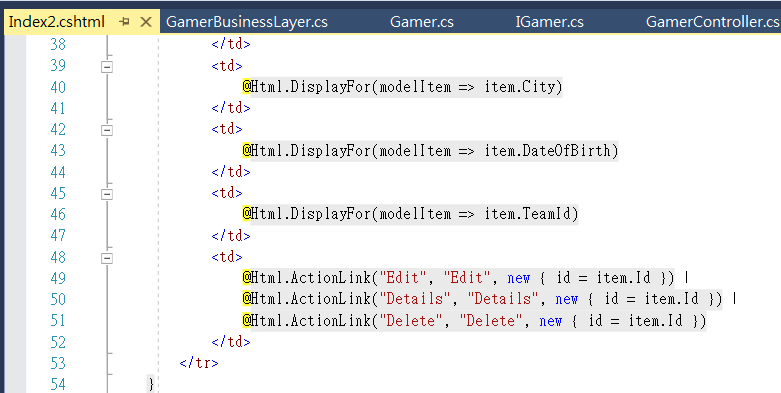 Index2.cshtml GamerBusinessLayer.cs Gamer.cs IGamer.cs GamerController.cs
38 </td>
39 <td>
40 @Html.DisplayFor(modelItem => item.City)
41 </td>
42 <td>
43 @Html.DisplayFor(modelItem => item.DateOfBirth)
44 </td>
45 <td>
46 @Html.DisplayFor(modelItem => item.TeamId)
47 </td>
48 <td>
49 @Html.ActionLink("Edit", "Edit", new { id = item.Id }) |
50 @Html.ActionLink("Details", "Details", new { id = item.Id }) |
51 @Html.ActionLink("Delete", "Delete", new { id = item.Id })
52 </td>
53 </tr>
54 }